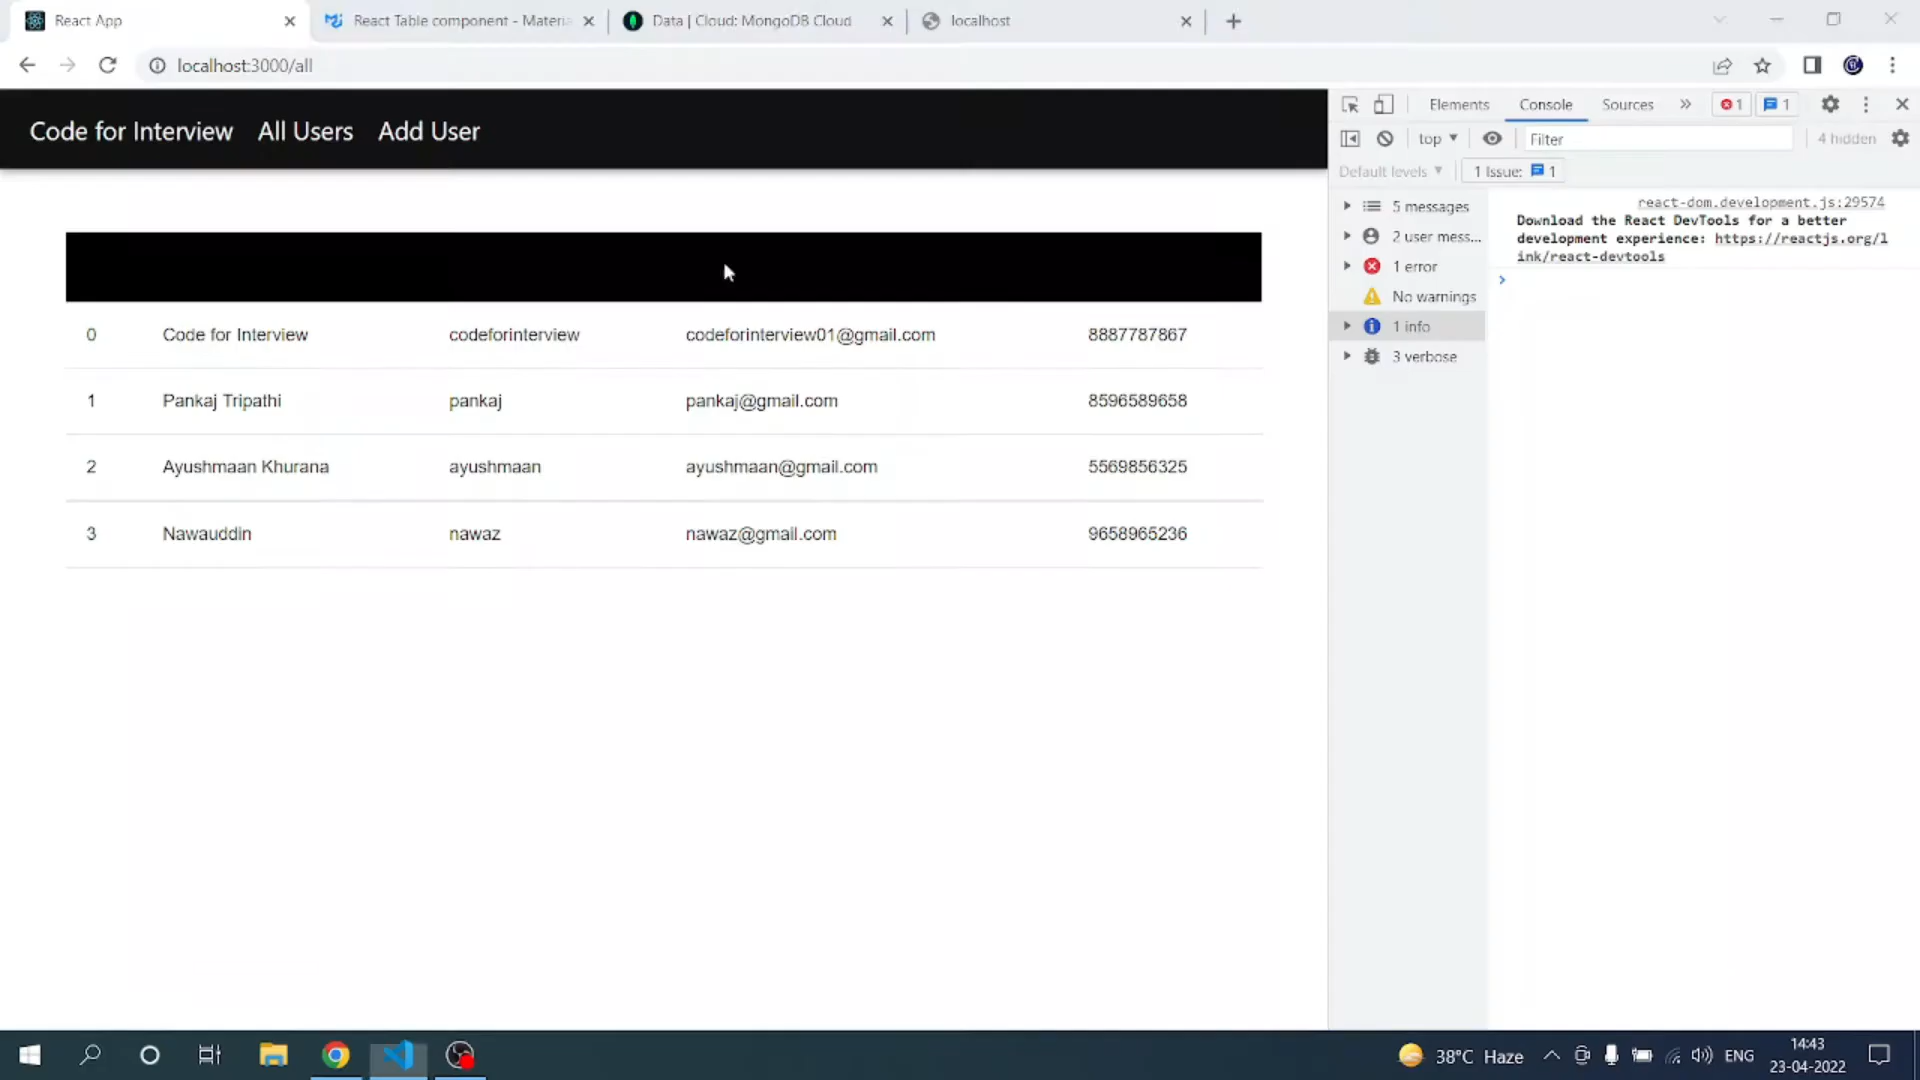 React App
React Table component - Materia
Data | Cloud: MongoDB Cloud
localhost
localhost:3000/all
Code for Interview All Users Add User
0 Code for Interview codeforinterview codeforinterview01@gmail.com 8887787867
1 Pankaj Tripathi pankaj pankaj@gmail.com 8596589658
2 Ayushmaan Khurana ayushmaan ayushmaan@gmail.com 5569856325
3 Nawauddin nawaz nawaz@gmail.com 9658965236
Elements Console Sources » 1 1
top Filter 4 hidden
Default levels 1 Issue: 1
5 messages
2 user mess...
1 error
No warnings
1 info
3 verbose
react-dom.development.js:29574
Download the React DevTools for a better
development experience: https://reactjs.org/l
ink/react-devtools
38°C Haze ENG
14:43
23-04-2022